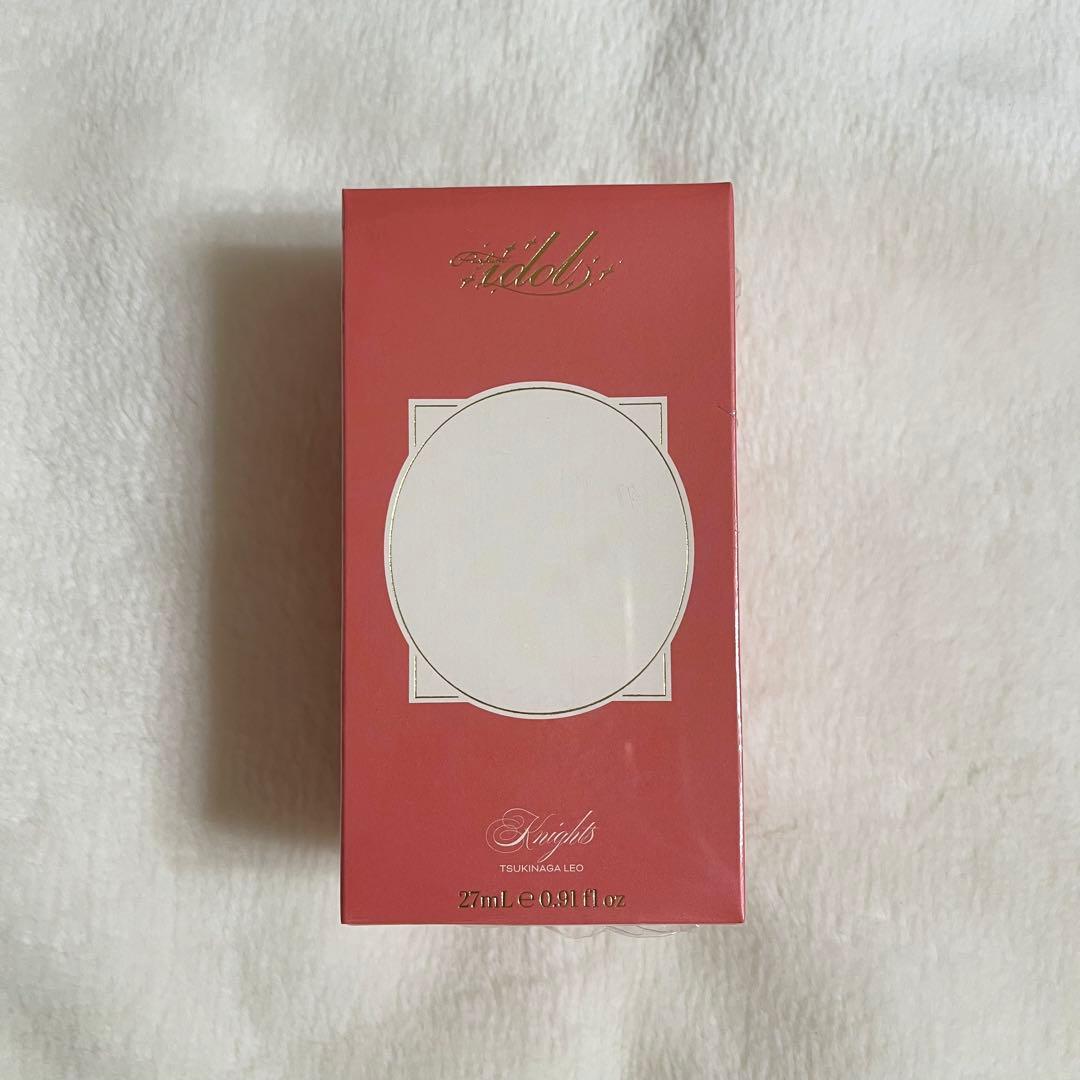 idol
Knights
TSUKINAGA LEO
27mL ℮ 0.91 fl oz